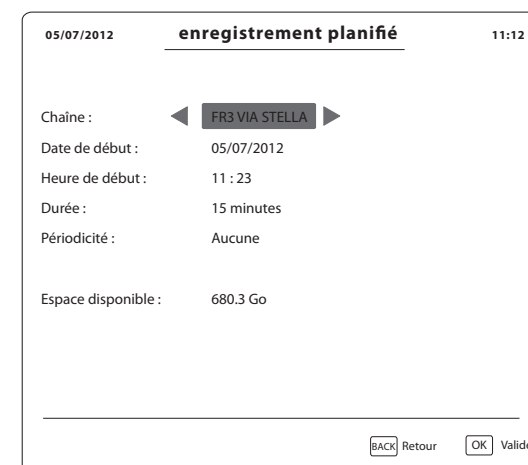 05/07/2012 enregistrement planifié 11:12
Chaîne : FR3 VIA STELLA
Date de début : 05/07/2012
Heure de début : 11 : 23
Durée : 15 minutes
Périodicité : Aucune
Espace disponible : 680.3 Go
BACK Retour OK Valide